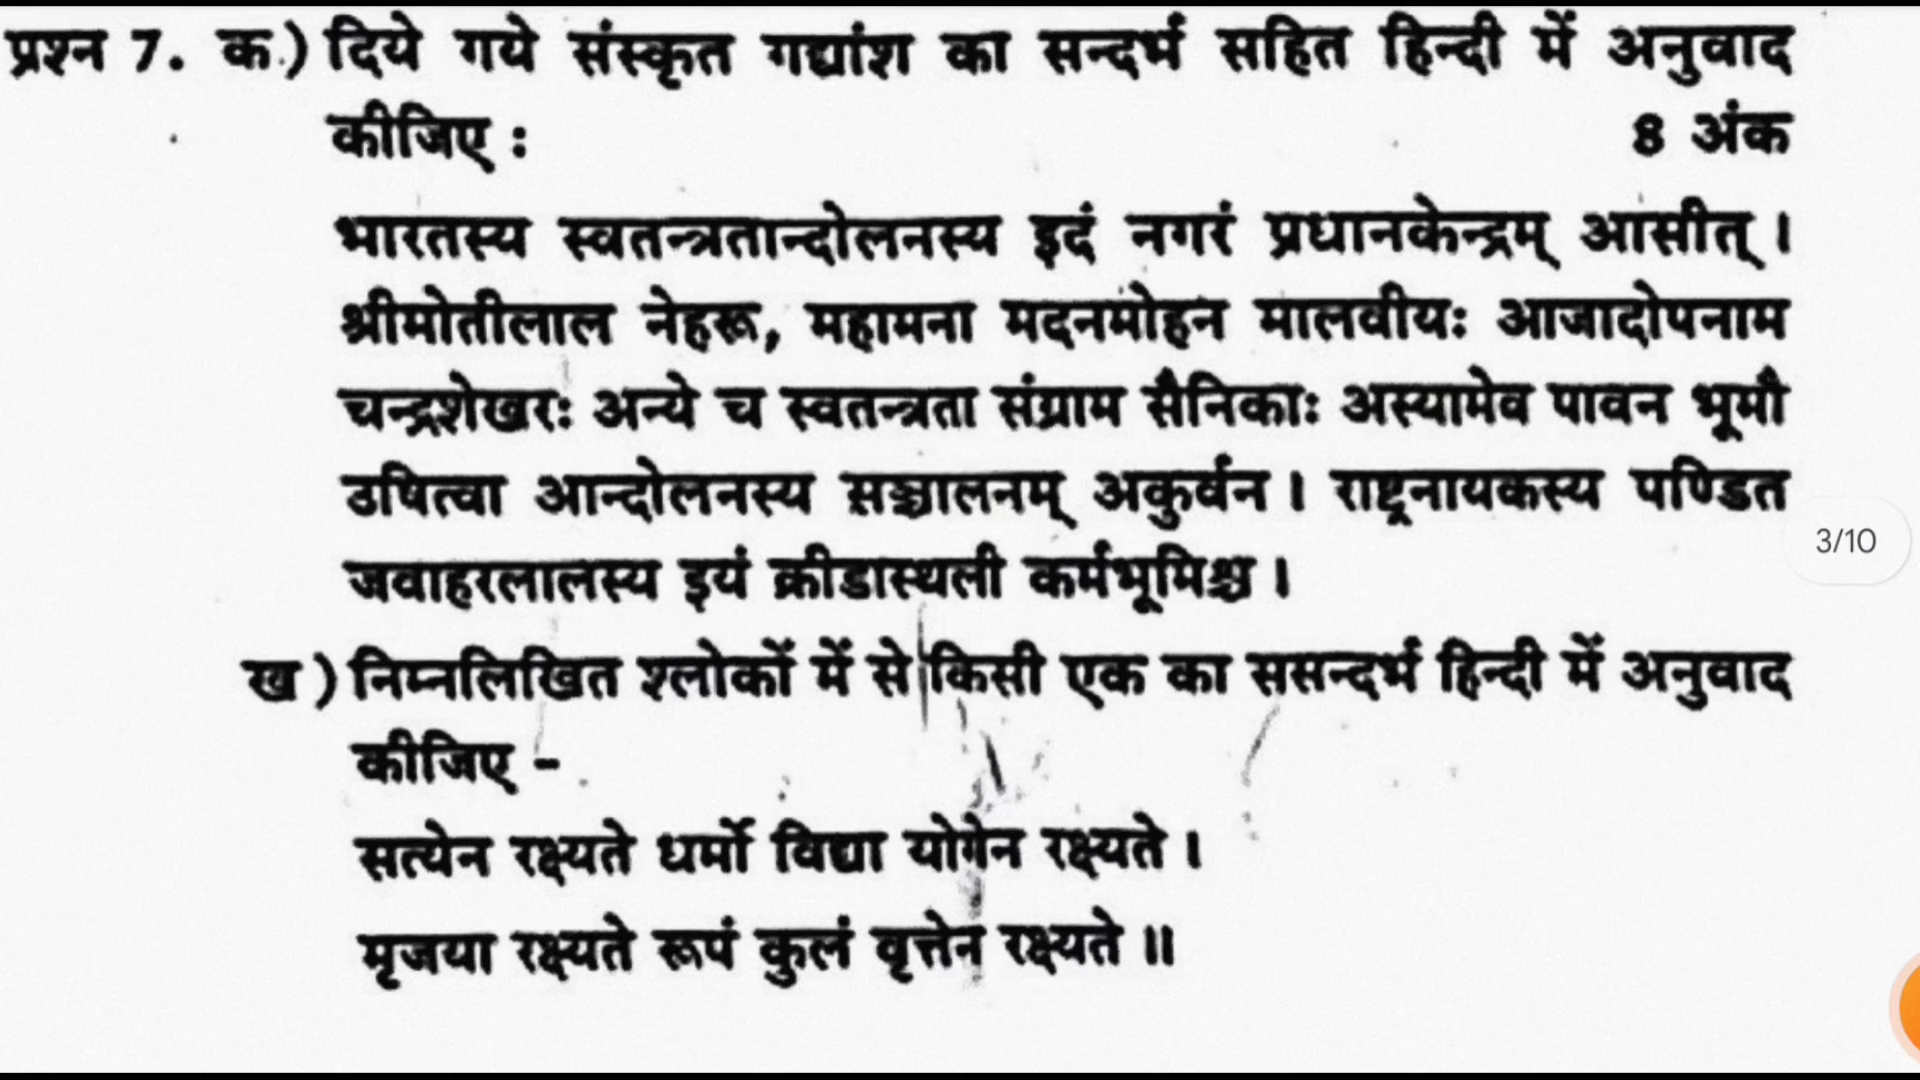 प्रश्न 7. क.) दिये गये संस्कृत गद्यांश का सन्दर्भ सहित हिन्दी में अनुवाद
कीजिए : 8 अंक
भारतस्य स्वतन्त्रतान्दोलनस्य इदं नगरं प्रधानकेन्द्रम् आसीत् ।
श्रीमोतीलाल नेहरू, महामना मदनमोहन मालवीयः आजादोपनाम
चन्द्रशेखरः अन्ये च स्वतन्त्रता संग्राम सैनिकाः अस्यामेव पावन भूमौ
उषित्वा आन्दोलनस्य सञ्चालनम् अकुर्वन । राष्ट्रनायकस्य पण्डित
जवाहरलालस्य इयं क्रीडास्थली कर्मभूमिश्च ।
3/10
ख ) निम्नलिखित श्लोकों में से किसी एक का ससन्दर्भ हिन्दी में अनुवाद
कीजिए -
सत्येन रक्ष्यते धर्मो विद्या योगेन रक्ष्यते ।
मृजया रक्ष्यते रूपं कुलं वृत्तेन रक्ष्यते ॥